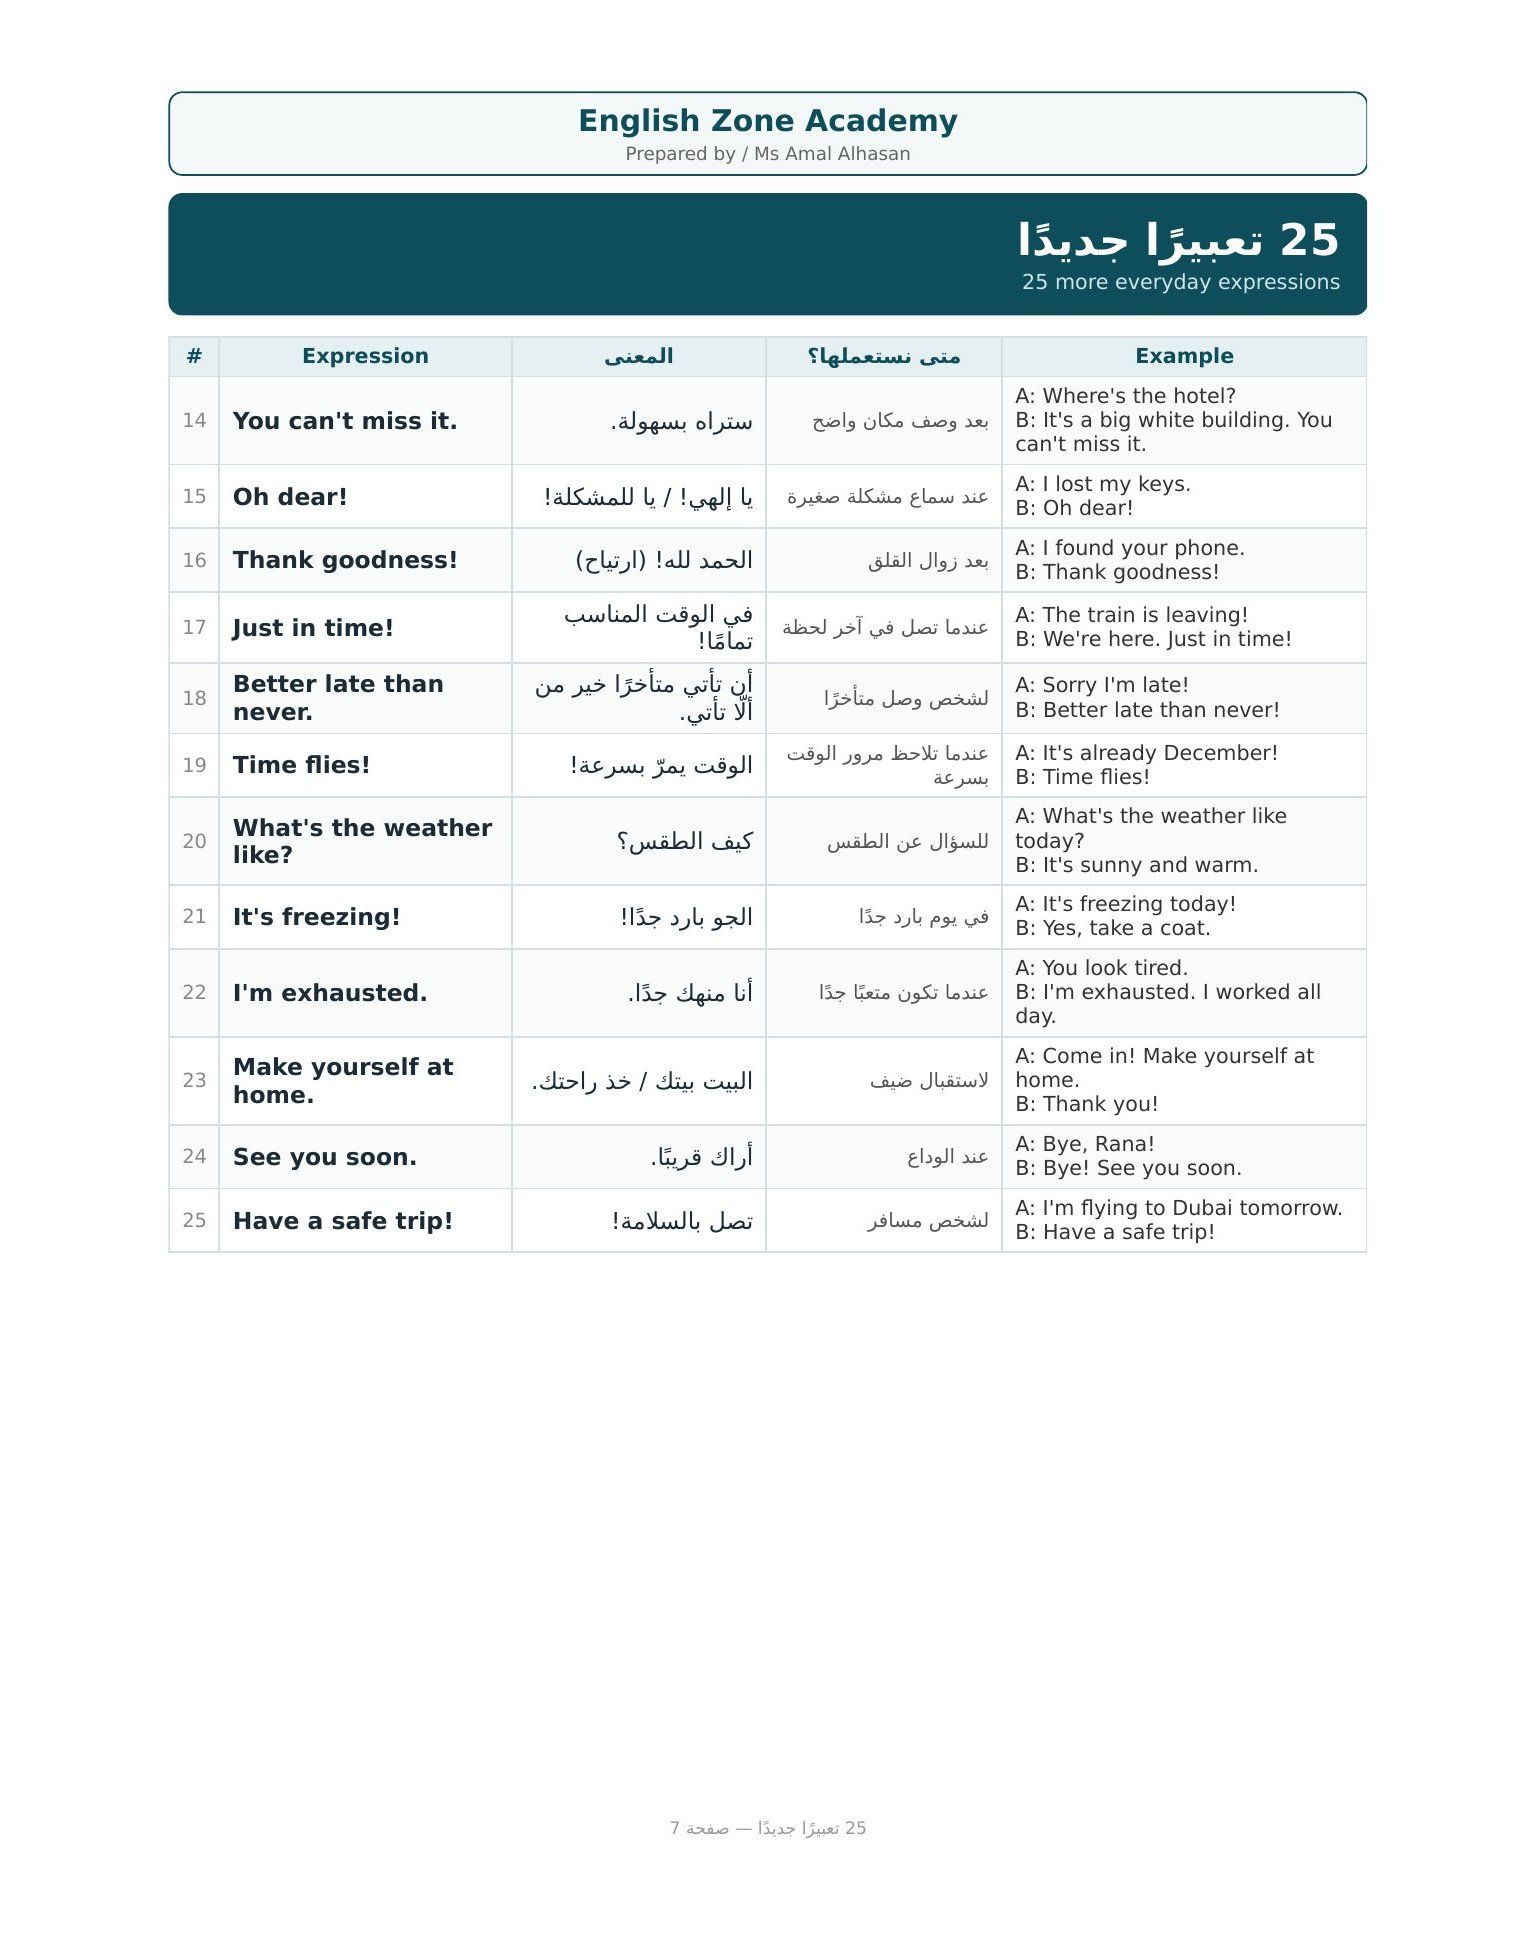 English Zone Academy
Prepared by / Ms Amal Alhasan
25 تعبيرًا جديدًا
25 more everyday expressions
# Expression المعنى متى نستعملها؟ Example
14 You can't miss it. ستراه بسهولة. بعد وصف مكان واضح A: Where's the hotel?
B: It's a big white building. You
can't miss it.
15 Oh dear! يا إلهي! / يا للمشكلة! عند سماع مشكلة صغيرة A: I lost my keys.
B: Oh dear!
16 Thank goodness! الحمد لله! (ارتياح) بعد زوال القلق A: I found your phone.
B: Thank goodness!
17 Just in time! في الوقت المناسب
تمامًا! عندما تصل في آخر لحظة A: The train is leaving!
B: We're here. Just in time!
18 Better late than
never. أن تأتي متأخرًا خير من
ألّا تأتي. لشخص وصل متأخرًا A: Sorry I'm late!
B: Better late than never!
19 Time flies! الوقت يمرّ بسرعة! عندما تلاحظ مرور الوقت
بسرعة A: It's already December!
B: Time flies!
20 What's the weather
like? كيف الطقس؟ للسؤال عن الطقس A: What's the weather like
today?
B: It's sunny and warm.
21 It's freezing! الجو بارد جدًا! في يوم بارد جدًا A: It's freezing today!
B: Yes, take a coat.
22 I'm exhausted. أنا منهك جدًا. عندما تكون متعبًا جدًا A: You look tired.
B: I'm exhausted. I worked all
day.
23 Make yourself at
home. البيت بيتك / خذ راحتك. لاستقبال ضيف A: Come in! Make yourself at
home.
B: Thank you!
24 See you soon. أراك قريبًا. عند الوداع A: Bye, Rana!
B: Bye! See you soon.
25 Have a safe trip! تصل بالسلامة! لشخص مسافر A: I'm flying to Dubai tomorrow.
B: Have a safe trip!
25 تعبيرًا جديدًا — صفحة 7